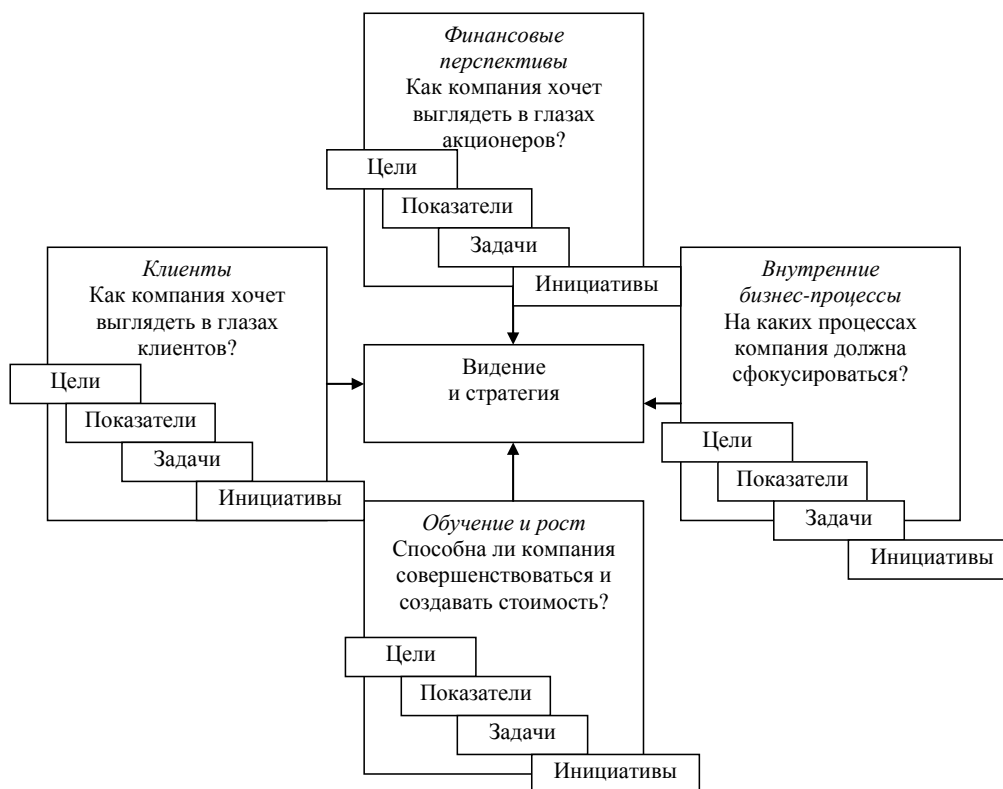 Финансовые
перспективы
Как компания хочет
выглядеть в глазах
акционеров?
Цели
Показатели
Задачи
Инициативы
Клиенты
Как компания хочет
выглядеть в глазах
клиентов?
Цели
Показатели
Задачи
Инициативы
Видение
и стратегия
Внутренние
бизнес-процессы
На каких процессах
компания должна
сфокусироваться?
Цели
Показатели
Задачи
Инициативы
Обучение и рост
Способна ли компания
совершенствоваться и
создавать стоимость?
Цели
Показатели
Задачи
Инициативы